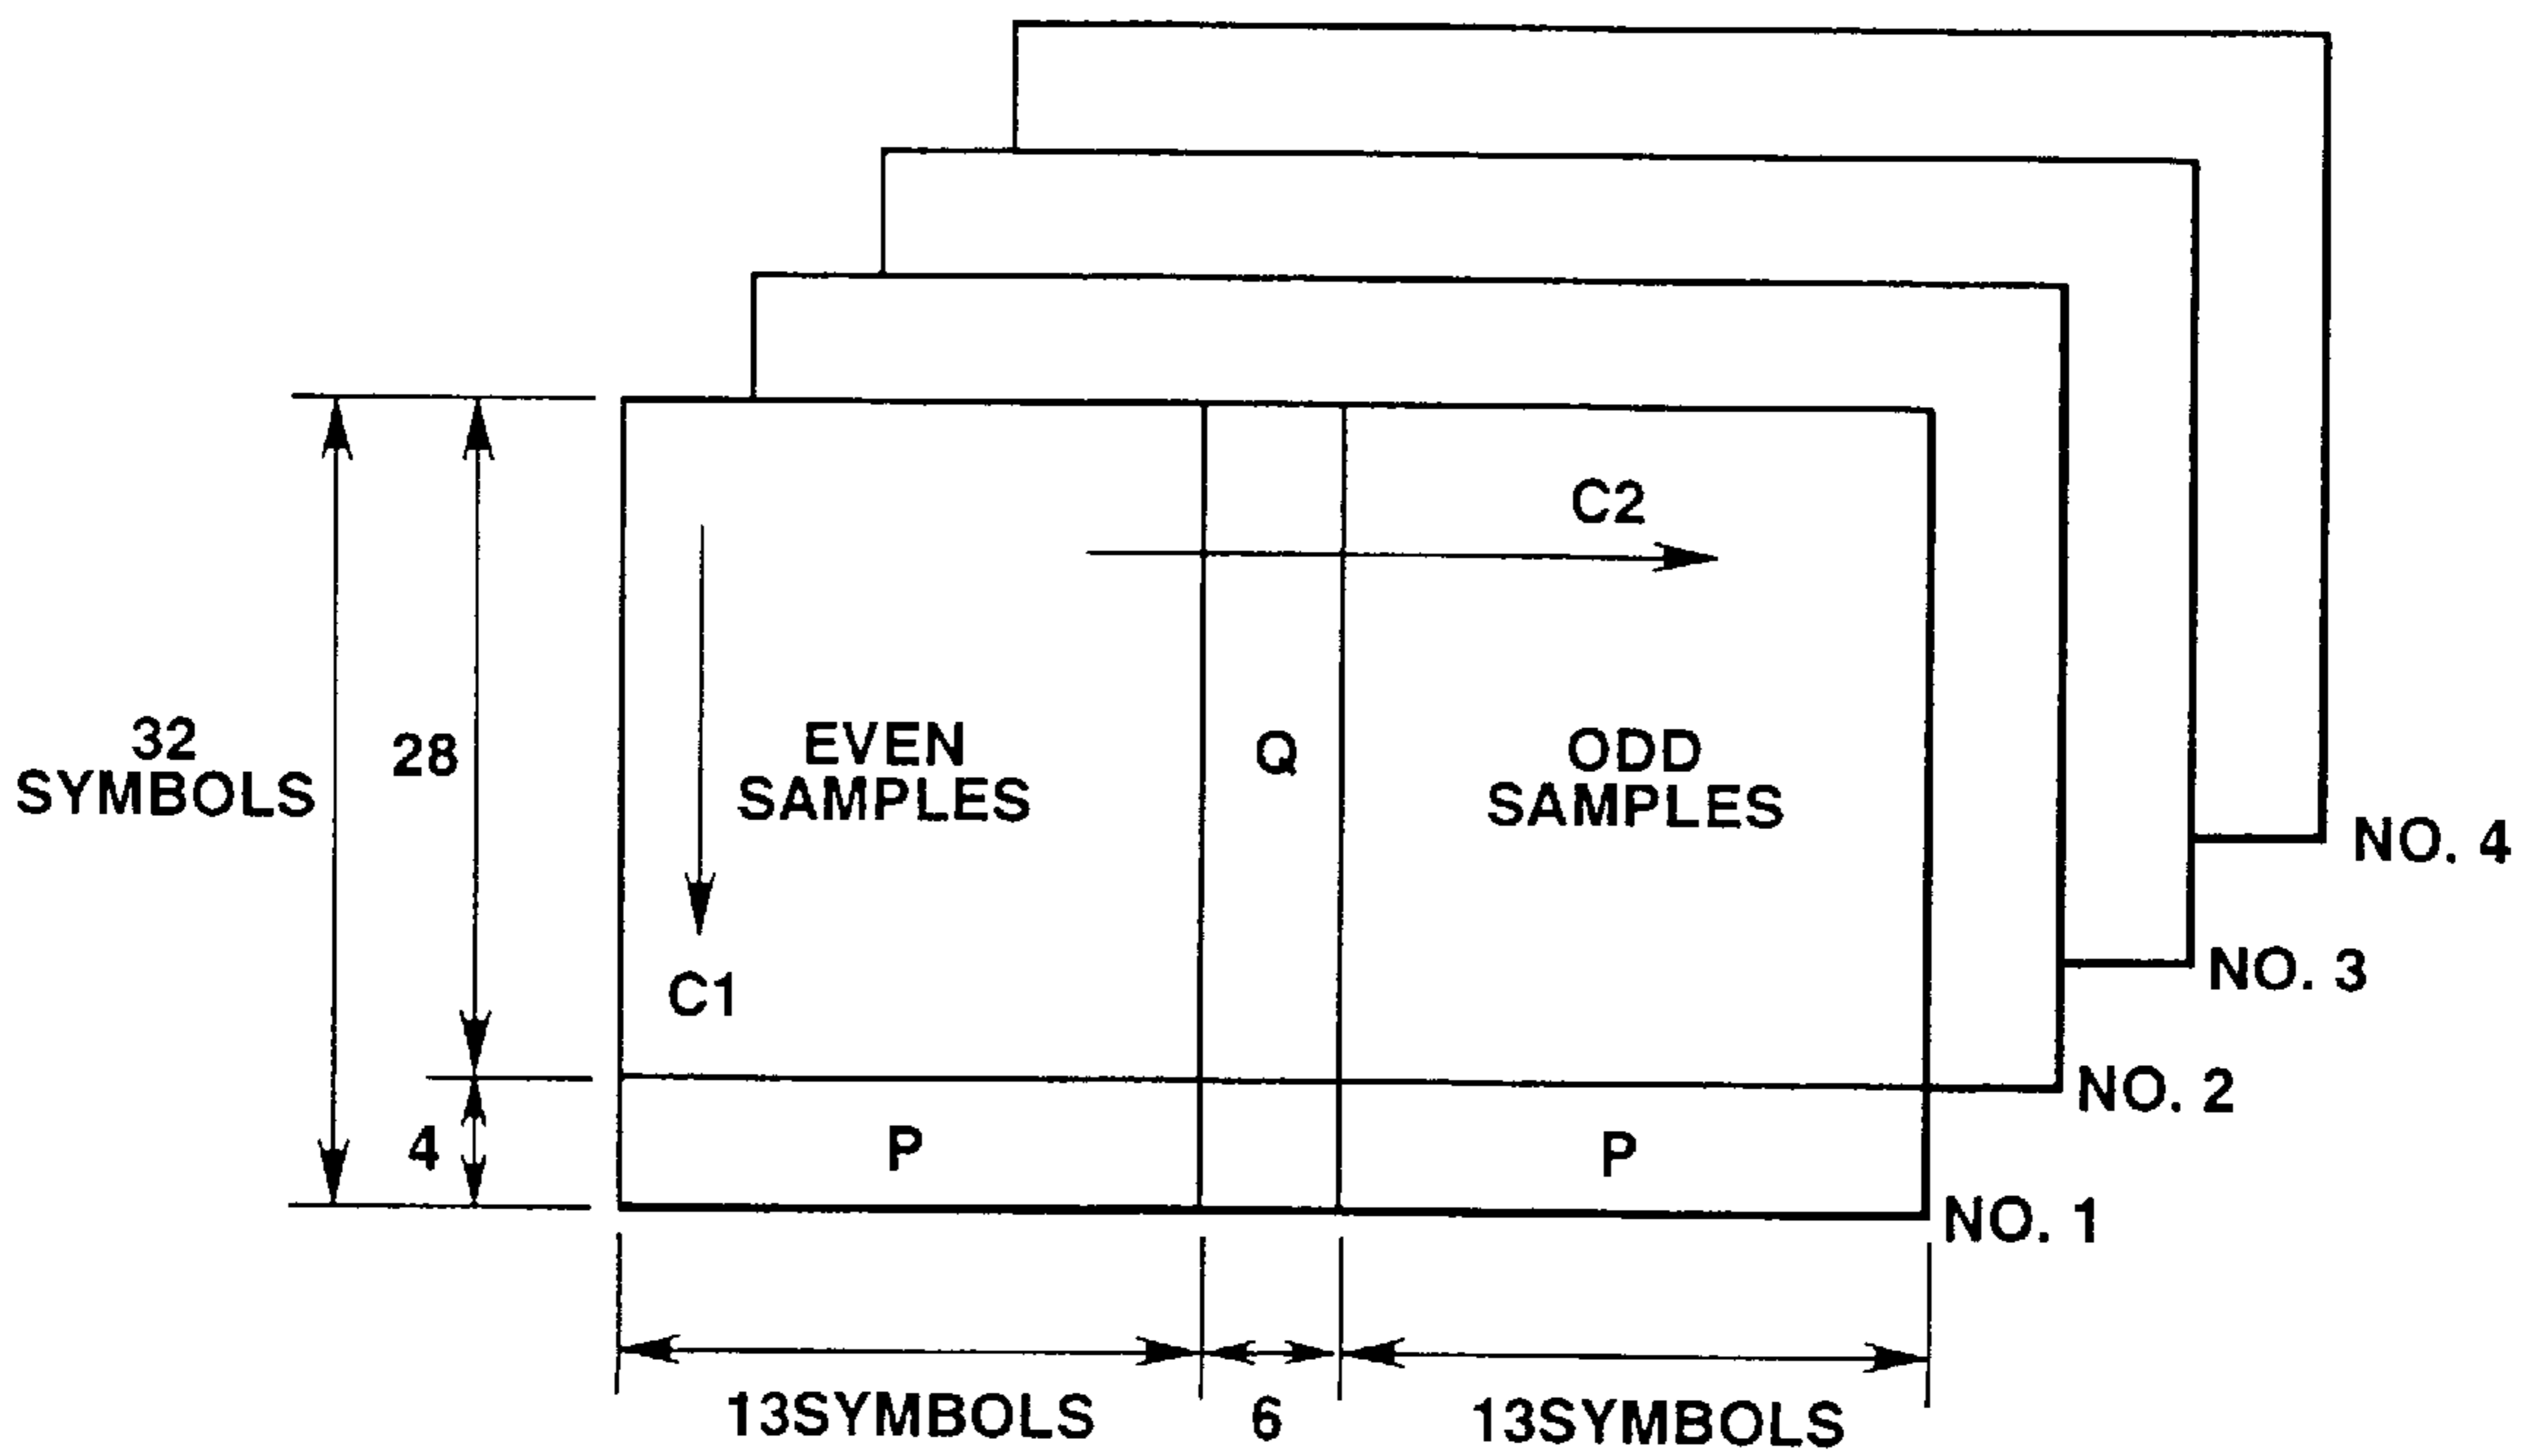 C2
32
SYMBOLS
28
EVEN
SAMPLES
Q
ODD
SAMPLES
NO. 4
C1
NO. 3
NO. 2
4
P
P
NO. 1
13SYMBOLS
6
13SYMBOLS